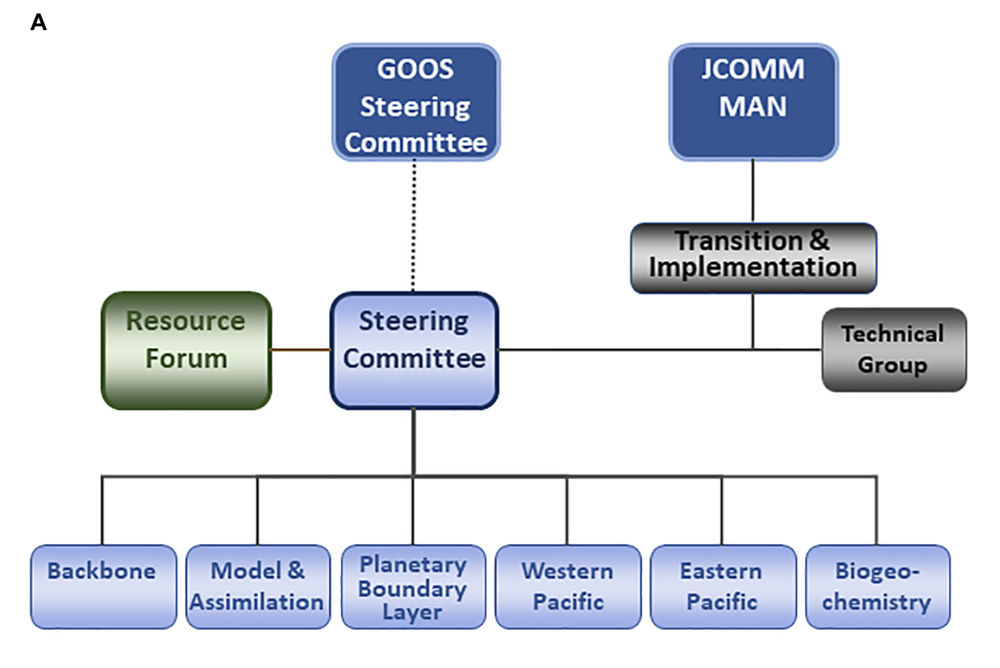 A
GOOS
Steering
Committee
JCOMM
MAN
Transition &
Implementation
Resource
Forum
Steering
Committee
Technical
Group
Backbone
Model &
Assimilation
Planetary
Boundary
Layer
Western
Pacific
Eastern
Pacific
Biogeo-
chemistry